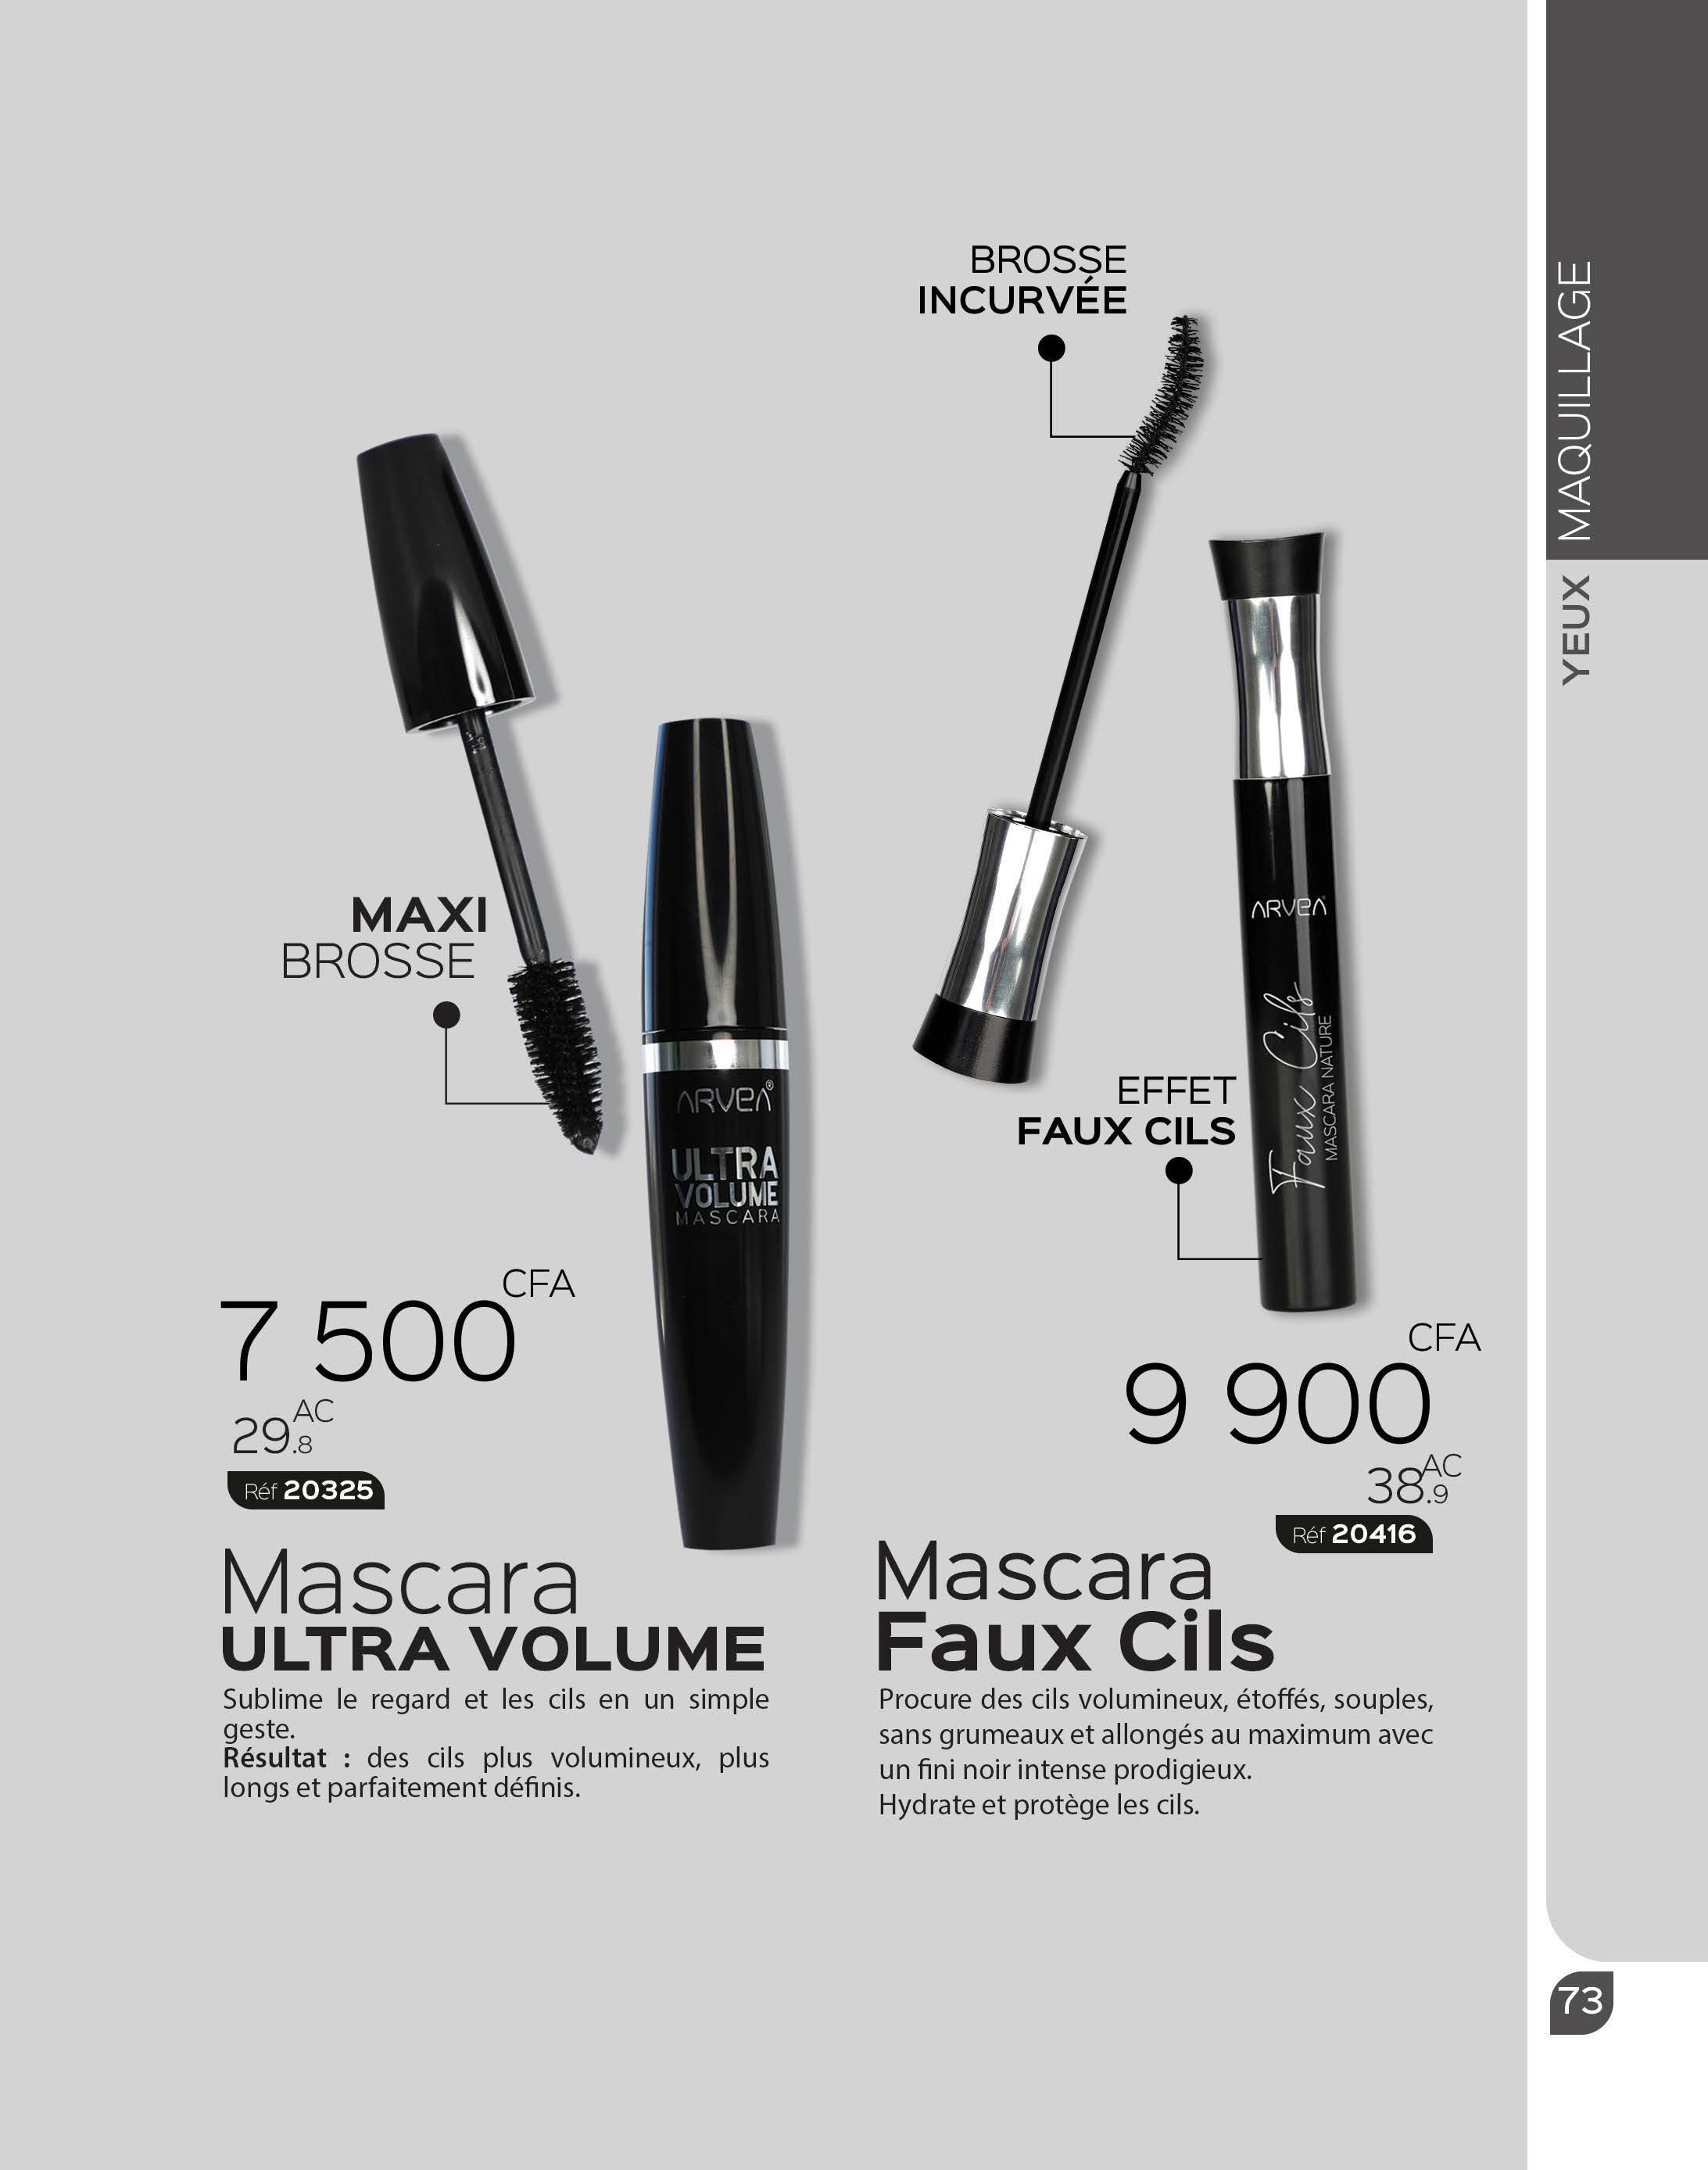 BROSSE
INCURVÉE
MAXI
BROSSE
ARVEA®
ULTRA
VOLUME
MASCARA
ARVEA
Faux Cils
MASCARA NATURE
EFFET
FAUX CILS
7 500 CFA
29.8 AC
Réf 20325
Mascara
ULTRA VOLUME
Sublime le regard et les cils en un simple
geste.
Résultat : des cils plus volumineux, plus
longs et parfaitement définis.
9 900 CFA
38.9 AC
Réf 20416
Mascara
Faux Cils
Procure des cils volumineux, étoffés, souples,
sans grumeaux et allongés au maximum avec
un fini noir intense prodigieux.
Hydrate et protège les cils.
YEUX MAQUILLAGE
73